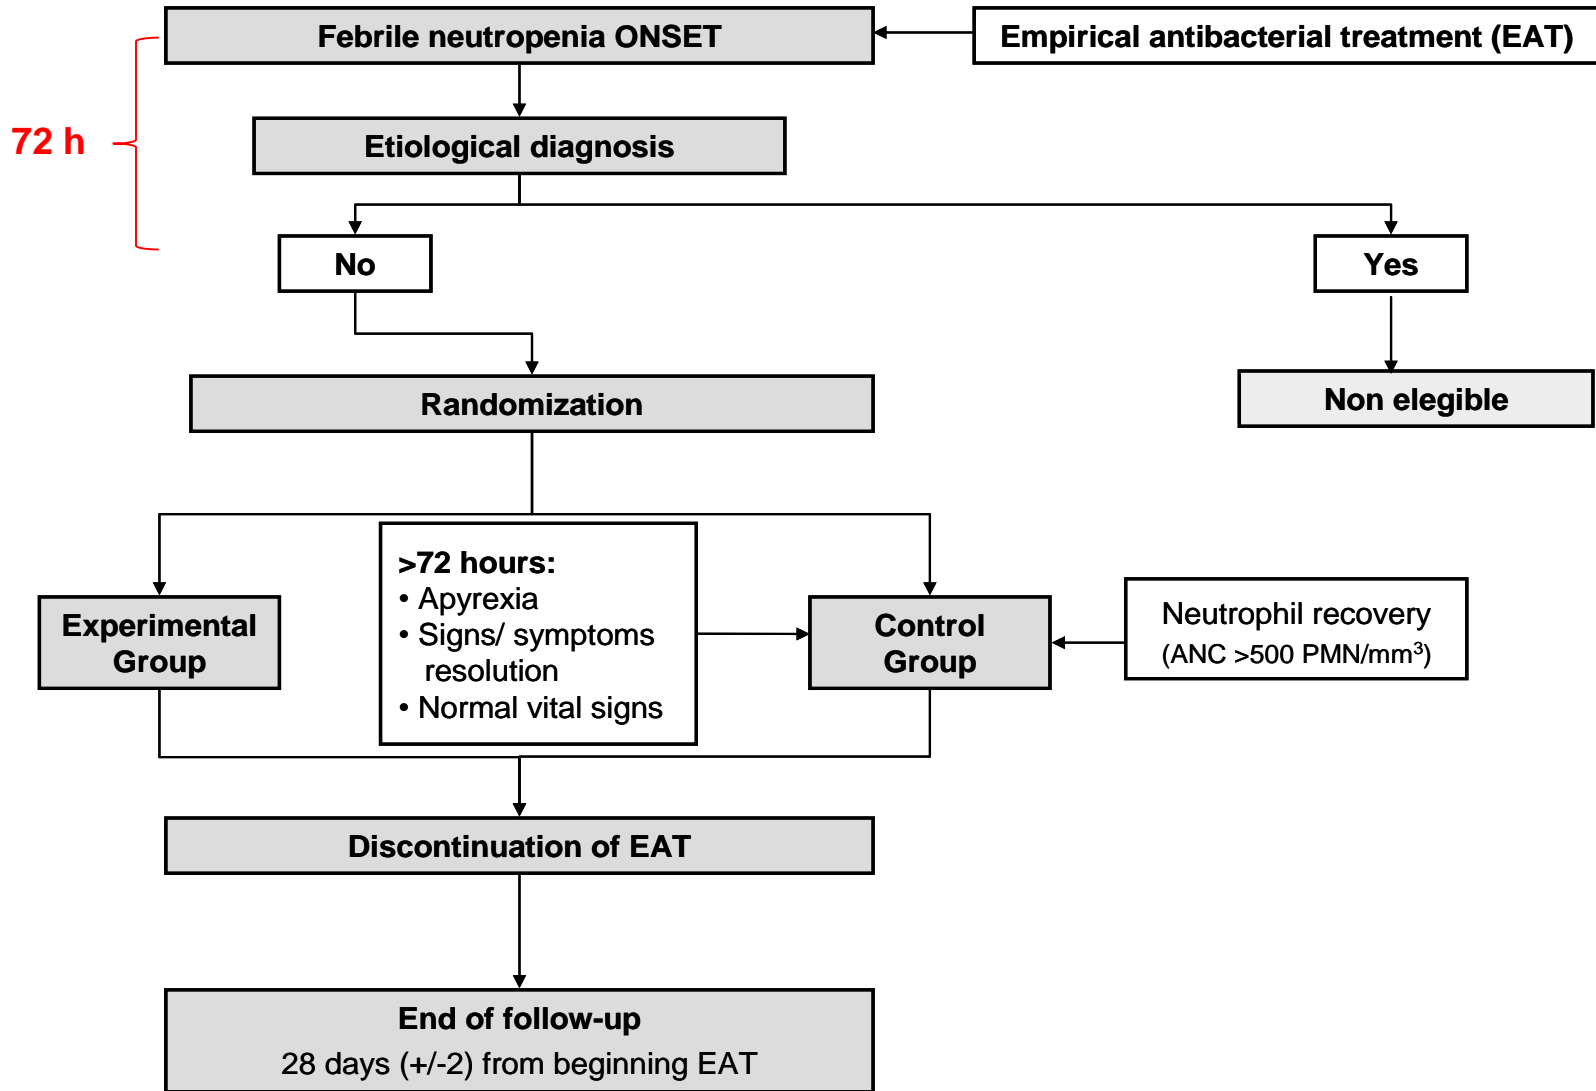 Febrile neutropenia ONSET
Empirical antibacterial treatment (EAT)
72 h
Etiological diagnosis
No
Yes
Randomization
Non elegible
>72 hours:
• Apyrexia
• Signs/ symptoms
resolution
• Normal vital signs
Experimental
Group
Control
Group
Neutrophil recovery
(ANC >500 PMN/mm³)
Discontinuation of EAT
End of follow-up
28 days (+/-2) from beginning EAT